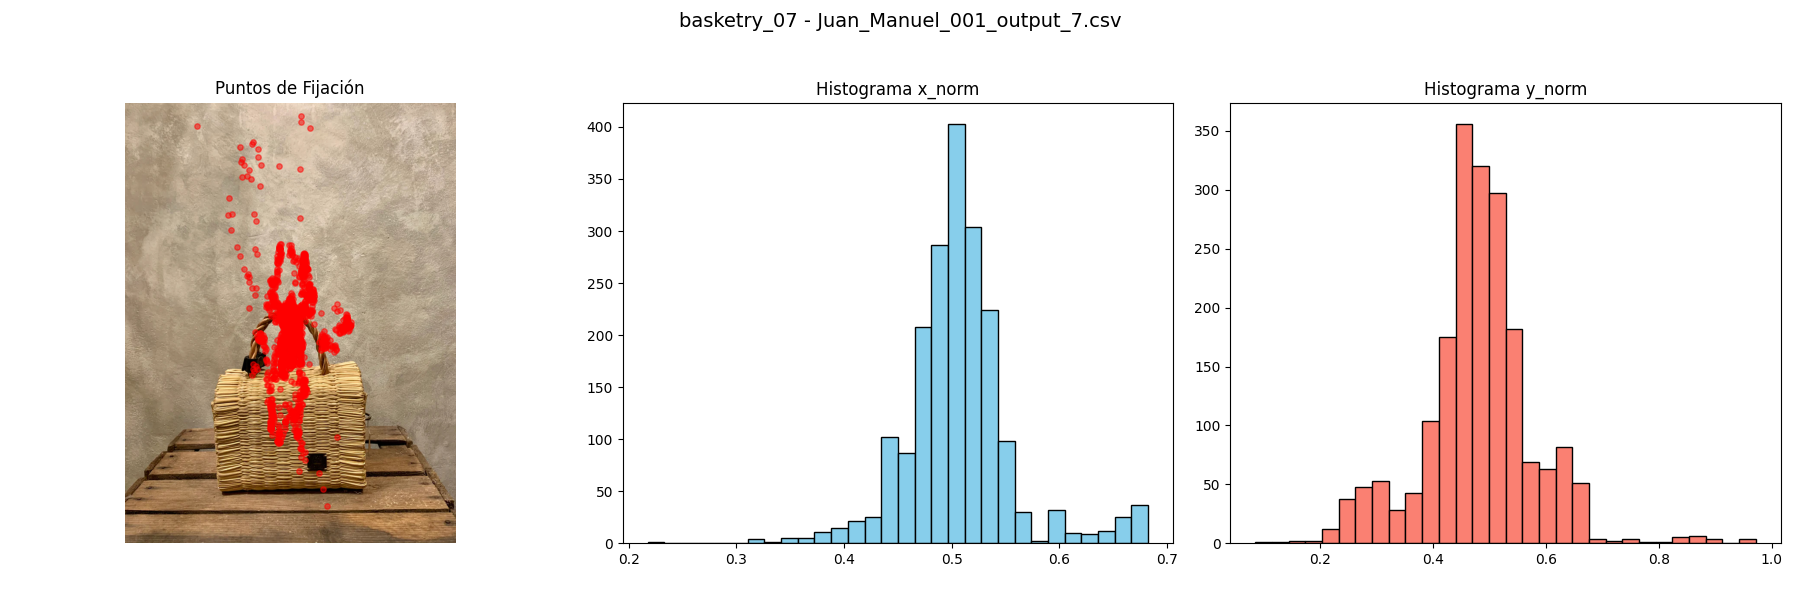 basketry_07 - Juan_Manuel_001_output_7.csv
Puntos de Fijación
Histograma x_norm
400
350
300
250
200
150
100
50
0
0.2 0.3 0.4 0.5 0.6 0.7
Histograma y_norm
350
300
250
200
150
100
50
0
0.2 0.4 0.6 0.8 1.0